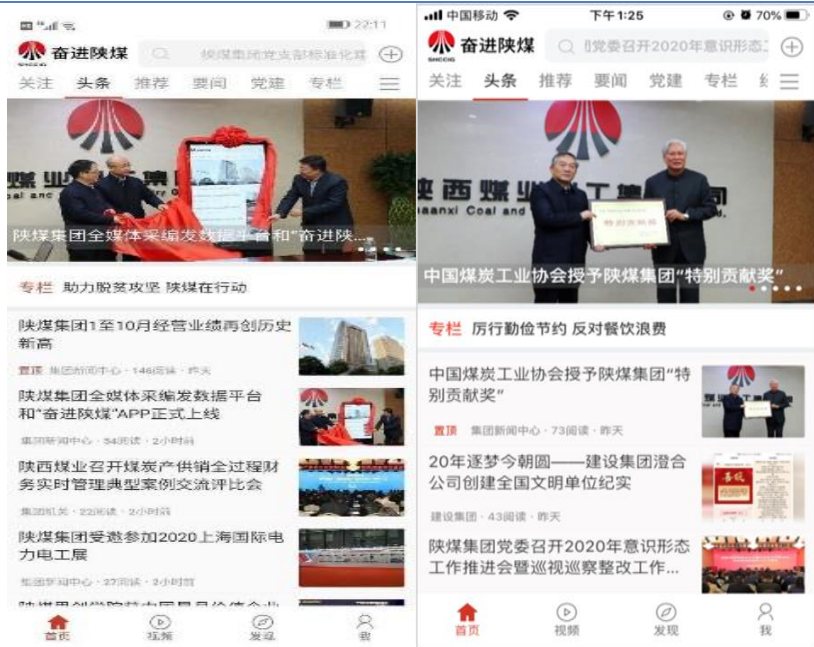 22:11
奋进陕煤
SHCCIG
陕煤集团党支部标准化建
关注 头条 推荐 要闻 党建 专栏
陕煤集团全媒体采编发数据平台和“奋进陕...
专栏 助力脱贫攻坚 陕煤在行动
陕煤集团1至10月经营业绩再创历史
新高
置顶 集团新闻中心 · 146阅读 · 昨天
陕煤集团全媒体采编发数据平台
和“奋进陕煤”APP正式上线
集团新闻中心 · 34阅读 · 2小时前
陕西煤业召开煤炭产供销全过程财
务实时管理典型案例交流评比会
集团机关 · 22阅读 · 2小时前
陕煤集团受邀参加2020上海国际电
力电工展
集团新闻中心 · 27阅读 · 2小时前
首页 视频 发现 我
中国移动 下午1:25 70%
奋进陕煤
SHCCIG
党委召开2020年意识形态工
关注 头条 推荐 要闻 党建 专栏
陕西煤业
特别贡献奖
中国煤炭工业协会授予陕煤集团“特别贡献奖”
专栏 厉行勤俭节约 反对餐饮浪费
中国煤炭工业协会授予陕煤集团“特
别贡献奖”
置顶 集团新闻中心 · 73阅读 · 昨天
20年逐梦今朝圆——建设集团澄合
公司创建全国文明单位纪实
建设集团 · 43阅读 · 昨天
陕煤集团党委召开2020年意识形态
工作推进会暨巡视巡察整改工作...
首页 视频 发现 我